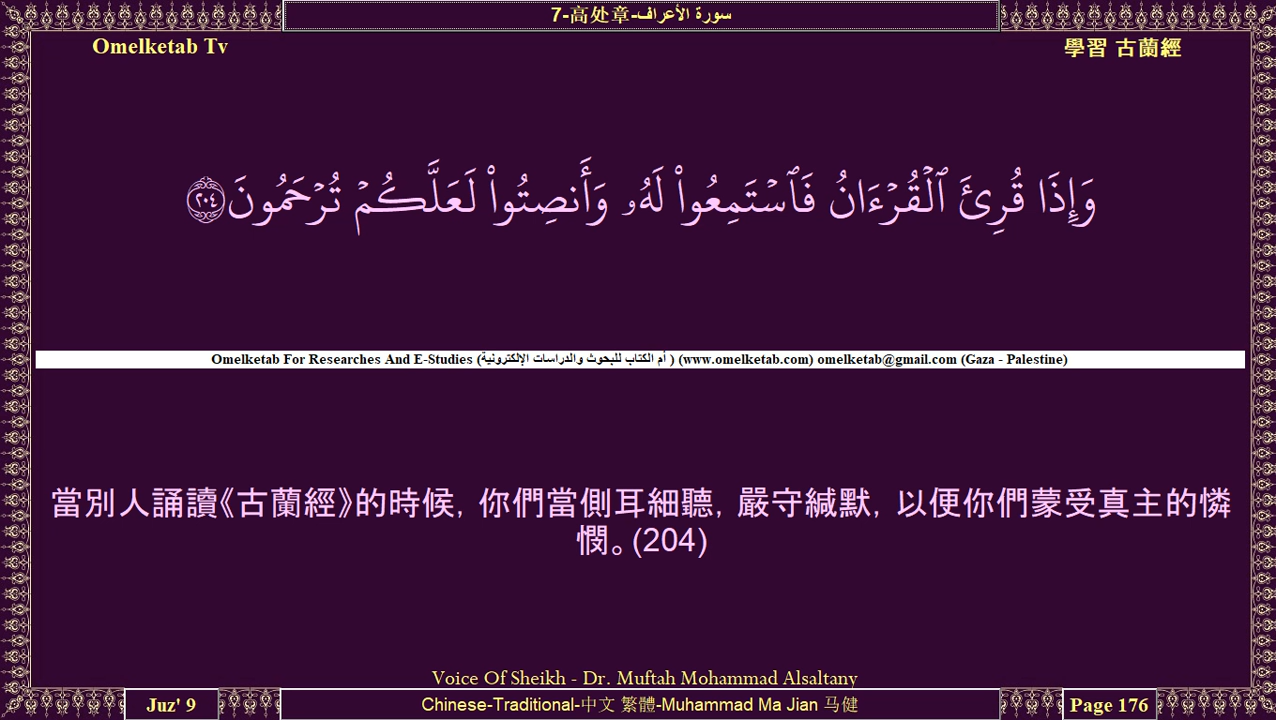 7-高处章-سورة الأعراف
Omelketab Tv
學習 古蘭經
وَإِذَا قُرِئَ ٱلۡقُرۡءَانُ فَٱسۡتَمِعُواْ لَهُۥ وَأَنصِتُواْ لَعَلَّكُمۡ تُرۡحَمُونَ ٢٠٤
Omelketab For Researches And E-Studies (أم الكتاب للبحوث والدراسات الإلكترونية ) (www.omelketab.com) omelketab@gmail.com (Gaza - Palestine)
當別人誦讀《古蘭經》的時候, 你們當側耳細聽, 嚴守緘默, 以便你們蒙受真主的憐
憫。(204)
Voice Of Sheikh - Dr. Muftah Mohammad Alsaltany
Juz' 9
Chinese-Traditional-中文 繁體-Muhammad Ma Jian 马健
Page 176